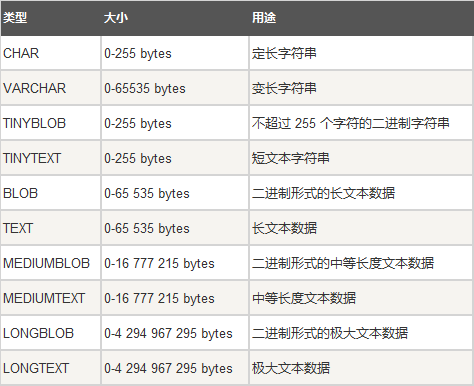 类型 大小 用途
CHAR 0-255 bytes 定长字符串
VARCHAR 0-65535 bytes 变长字符串
TINYBLOB 0-255 bytes 不超过 255 个字符的二进制字符串
TINYTEXT 0-255 bytes 短文本字符串
BLOB 0-65 535 bytes 二进制形式的长文本数据
TEXT 0-65 535 bytes 长文本数据
MEDIUMBLOB 0-16 777 215 bytes 二进制形式的中等长度文本数据
MEDIUMTEXT 0-16 777 215 bytes 中等长度文本数据
LONGBLOB 0-4 294 967 295 bytes 二进制形式的极大文本数据
LONGTEXT 0-4 294 967 295 bytes 极大文本数据